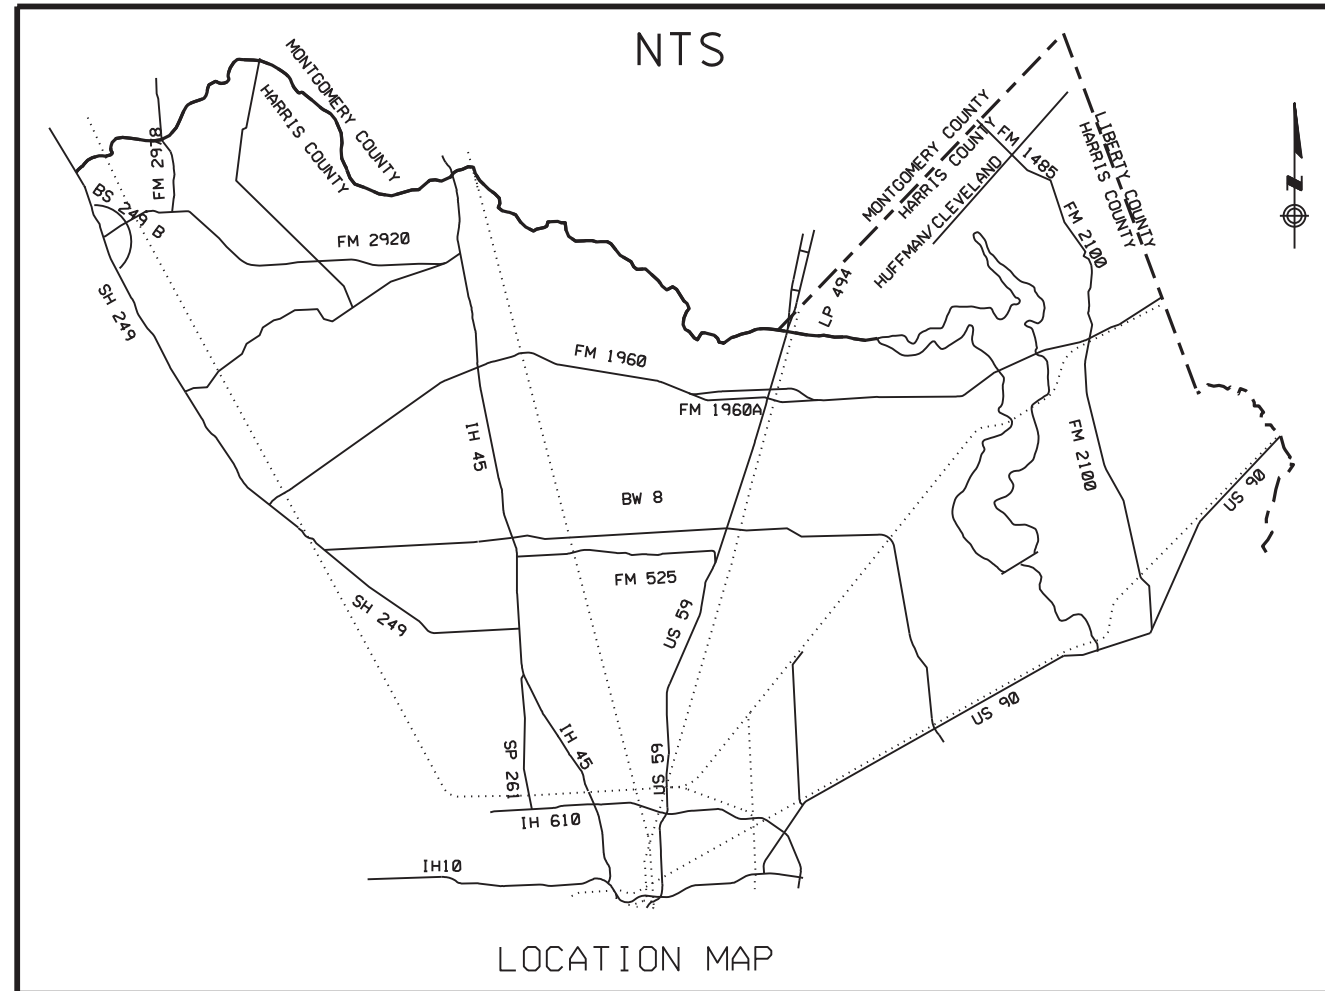 NTS
MONTGOMERY COUNTY
HARRIS COUNTY
MONTGOMERY COUNTY
HARRIS COUNTY
HUFFMAN/CLEVELAND
LIBERTY COUNTY
HARRIS COUNTY
FM 1485
FM 2978
BS 249 B
FM 2920
FM 2100
N
SH 249
LP 494
FM 1960
FM 1960A
IH 45
FM 2100
BW 8
US 90
FM 525
SH 249
US 59
US 90
IH 45
SP 261
US 59
IH 610
IH10
LOCATION MAP